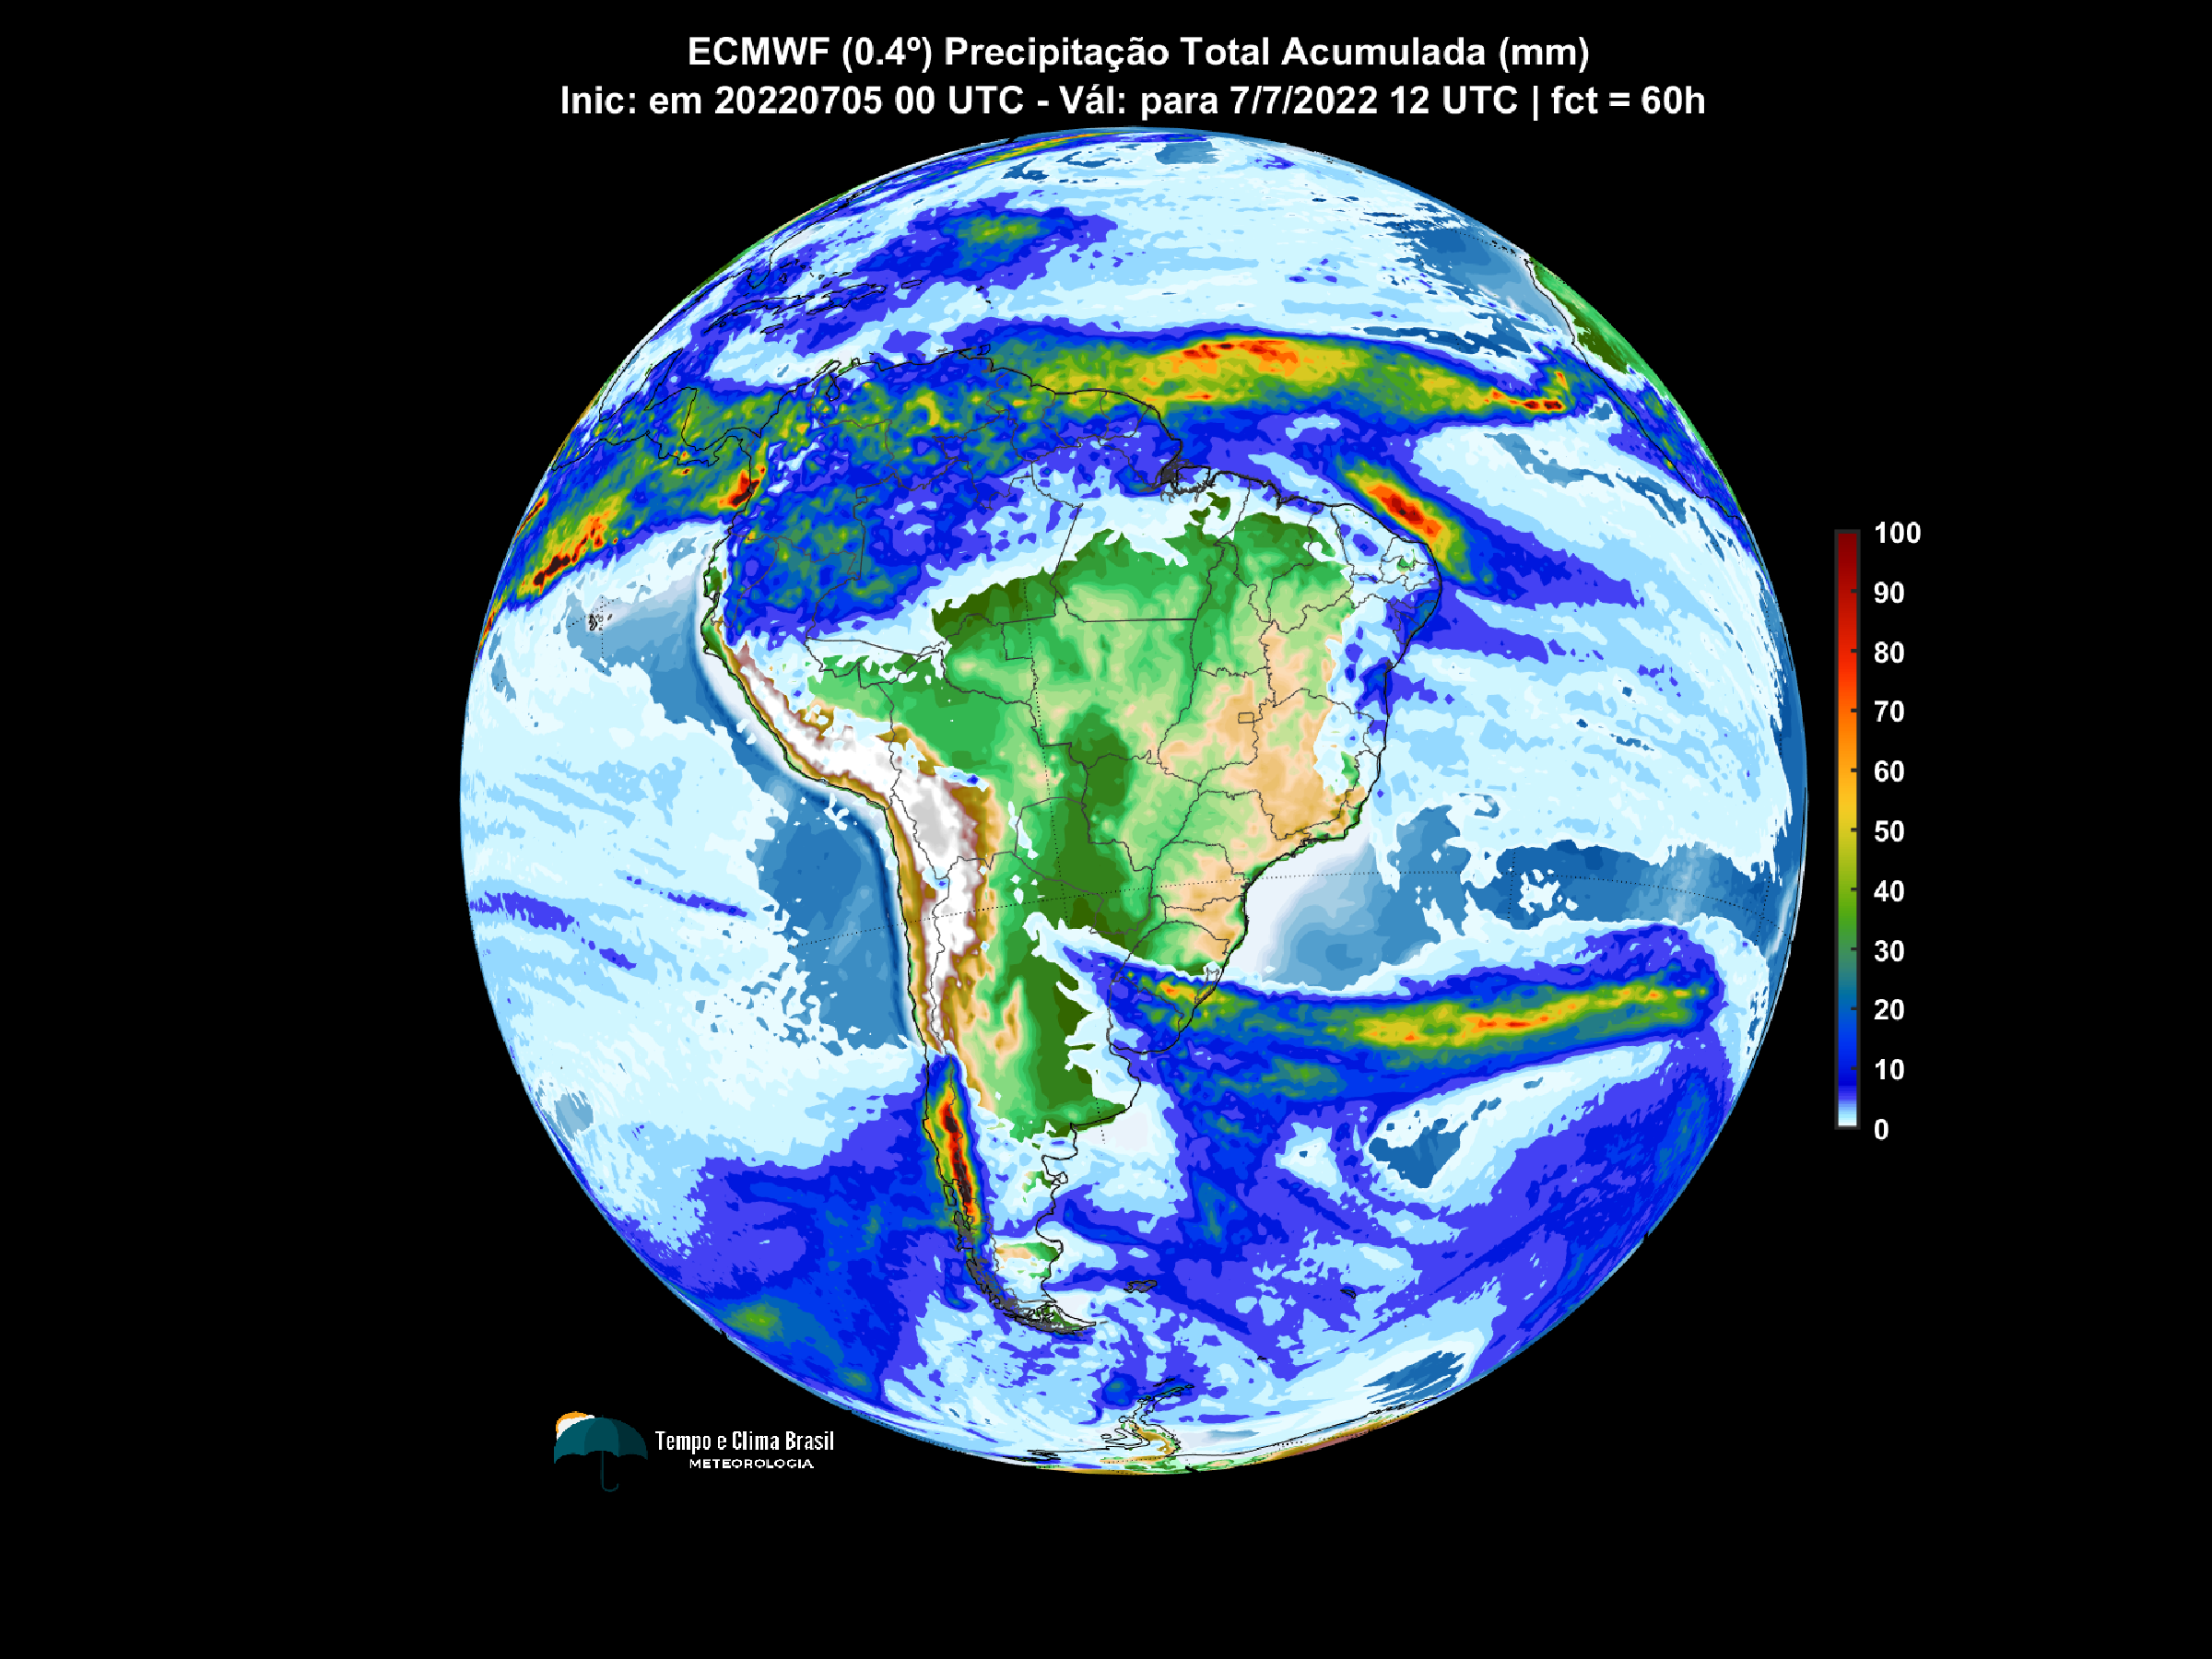 ECMWF (0.4º) Precipitação Total Acumulada (mm)
Inic: em 20220705 00 UTC - Vál: para 7/7/2022 12 UTC | fct = 60h
100
90
80
70
60
50
40
30
20
10
0
Tempo e Clima Brasil
METEOROLOGIA